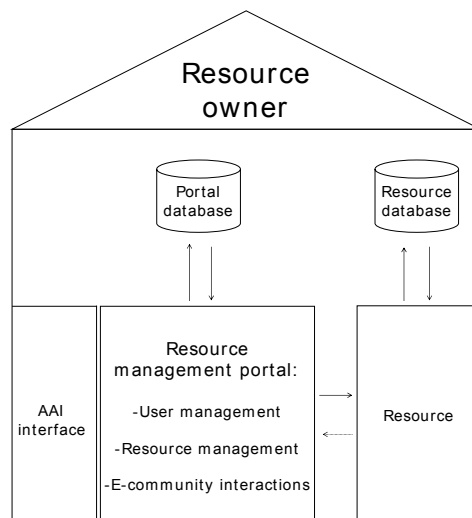 Resource
owner
Portal
database
Resource
database
AAI
interface
Resource
management portal:
-User management
-Resource management
-E-community interactions
Resource